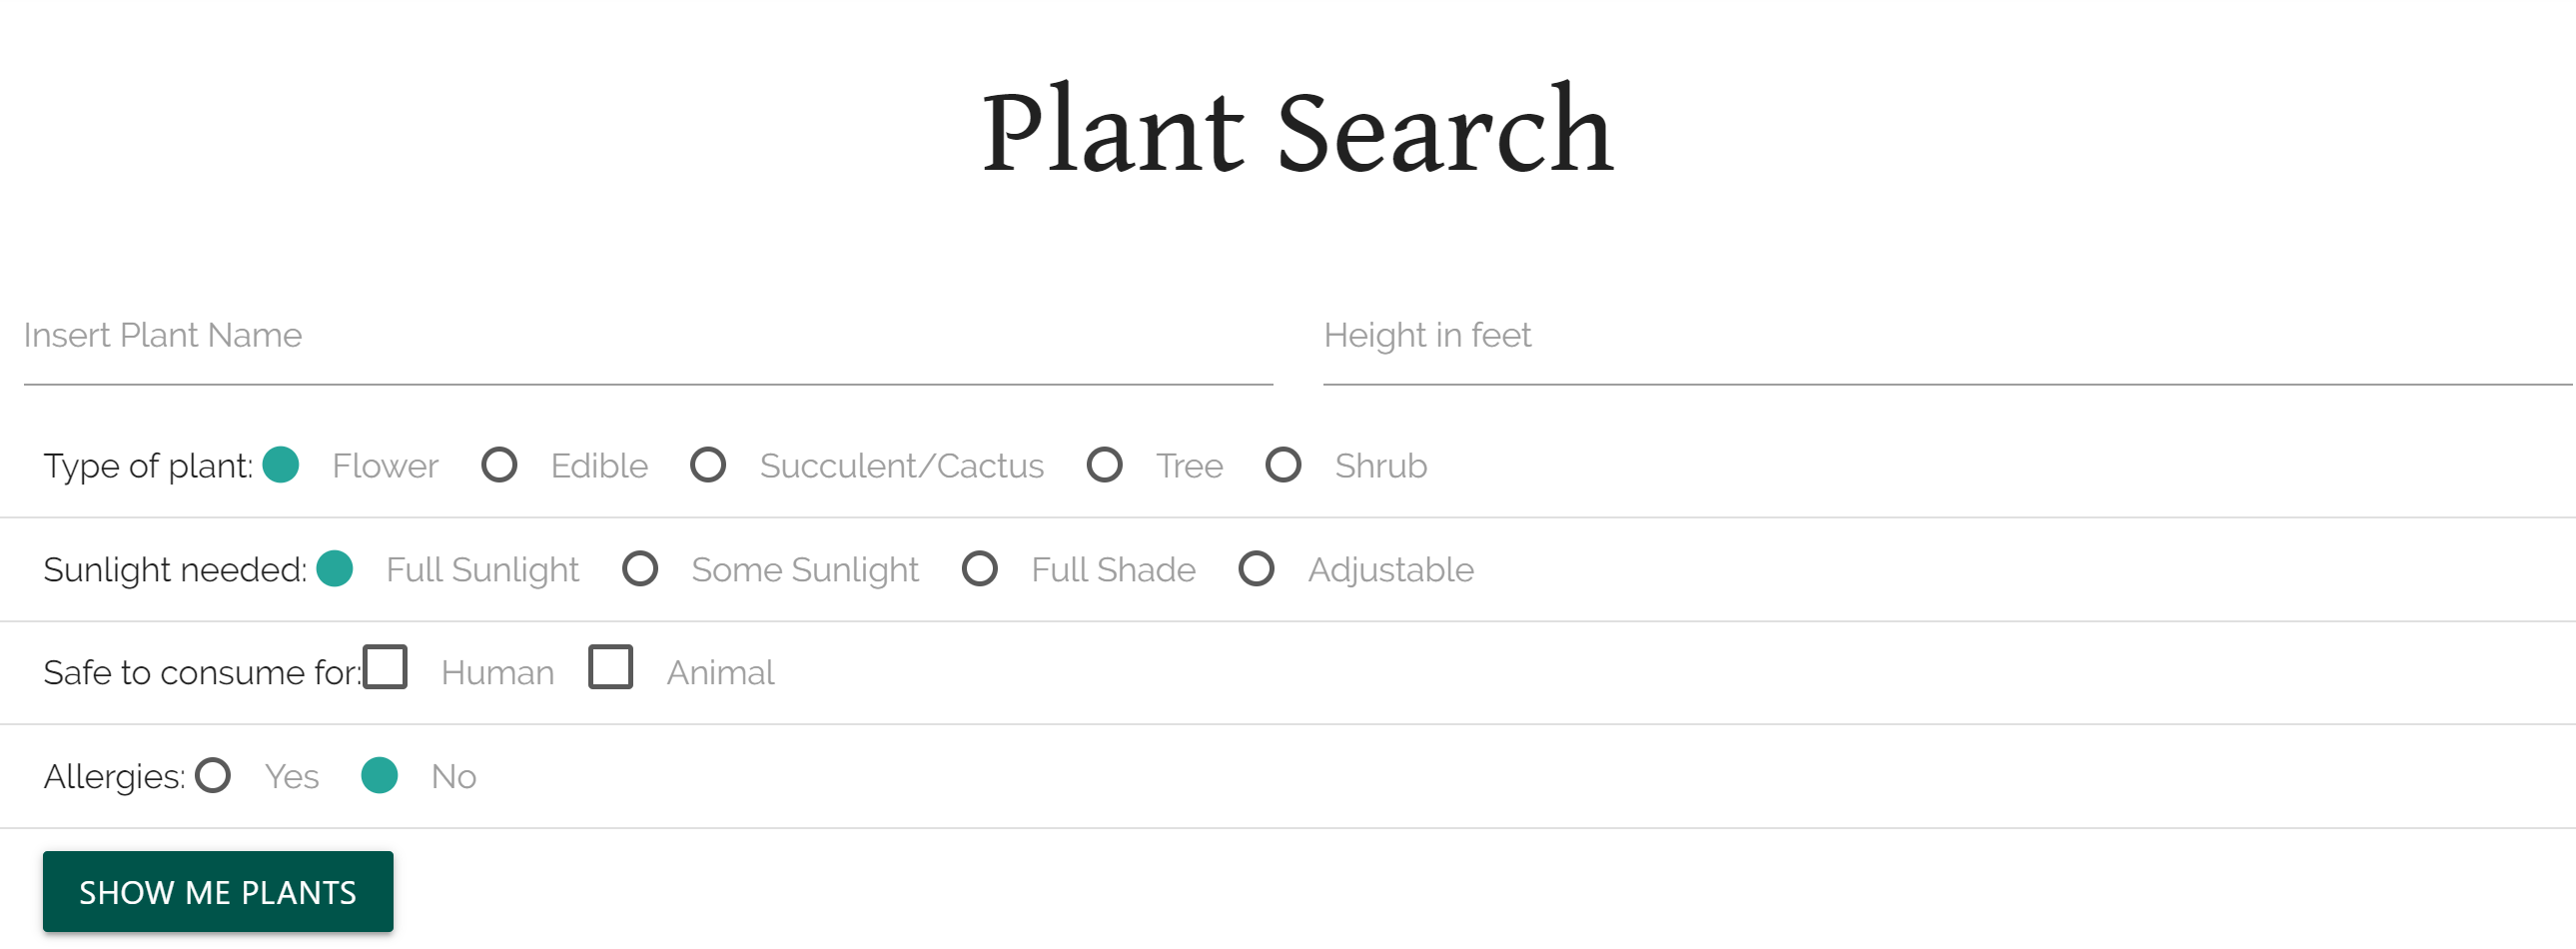 Plant Search
Insert Plant Name Height in feet
Type of plant: Flower Edible Succulent/Cactus Tree Shrub
Sunlight needed: Full Sunlight Some Sunlight Full Shade Adjustable
Safe to consume for: Human Animal
Allergies: Yes No
SHOW ME PLANTS